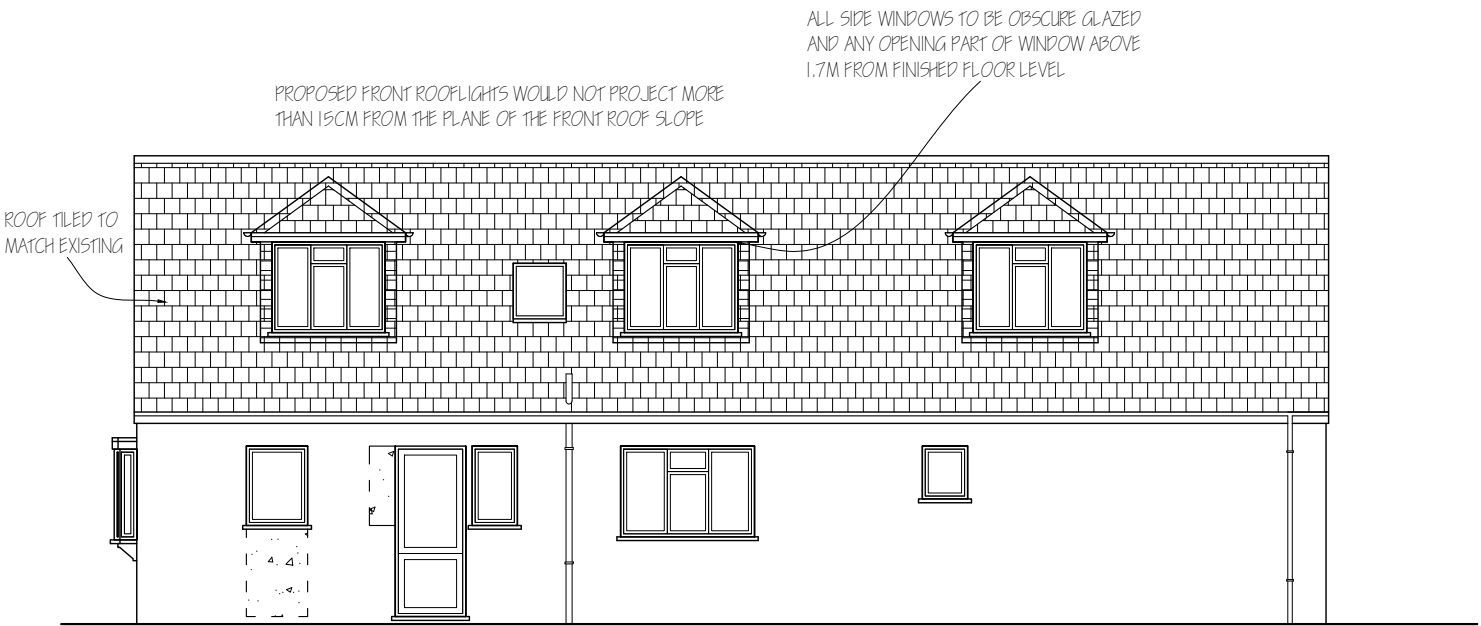 ALL SIDE WINDOWS TO BE OBSCURE GLAZED
AND ANY OPENING PART OF WINDOW ABOVE
1.7M FROM FINISHED FLOOR LEVEL
PROPOSED FRONT ROOFLIGHTS WOULD NOT PROJECT MORE
THAN 15CM FROM THE PLANE OF THE FRONT ROOF SLOPE
ROOF TILED TO
MATCH EXISTING